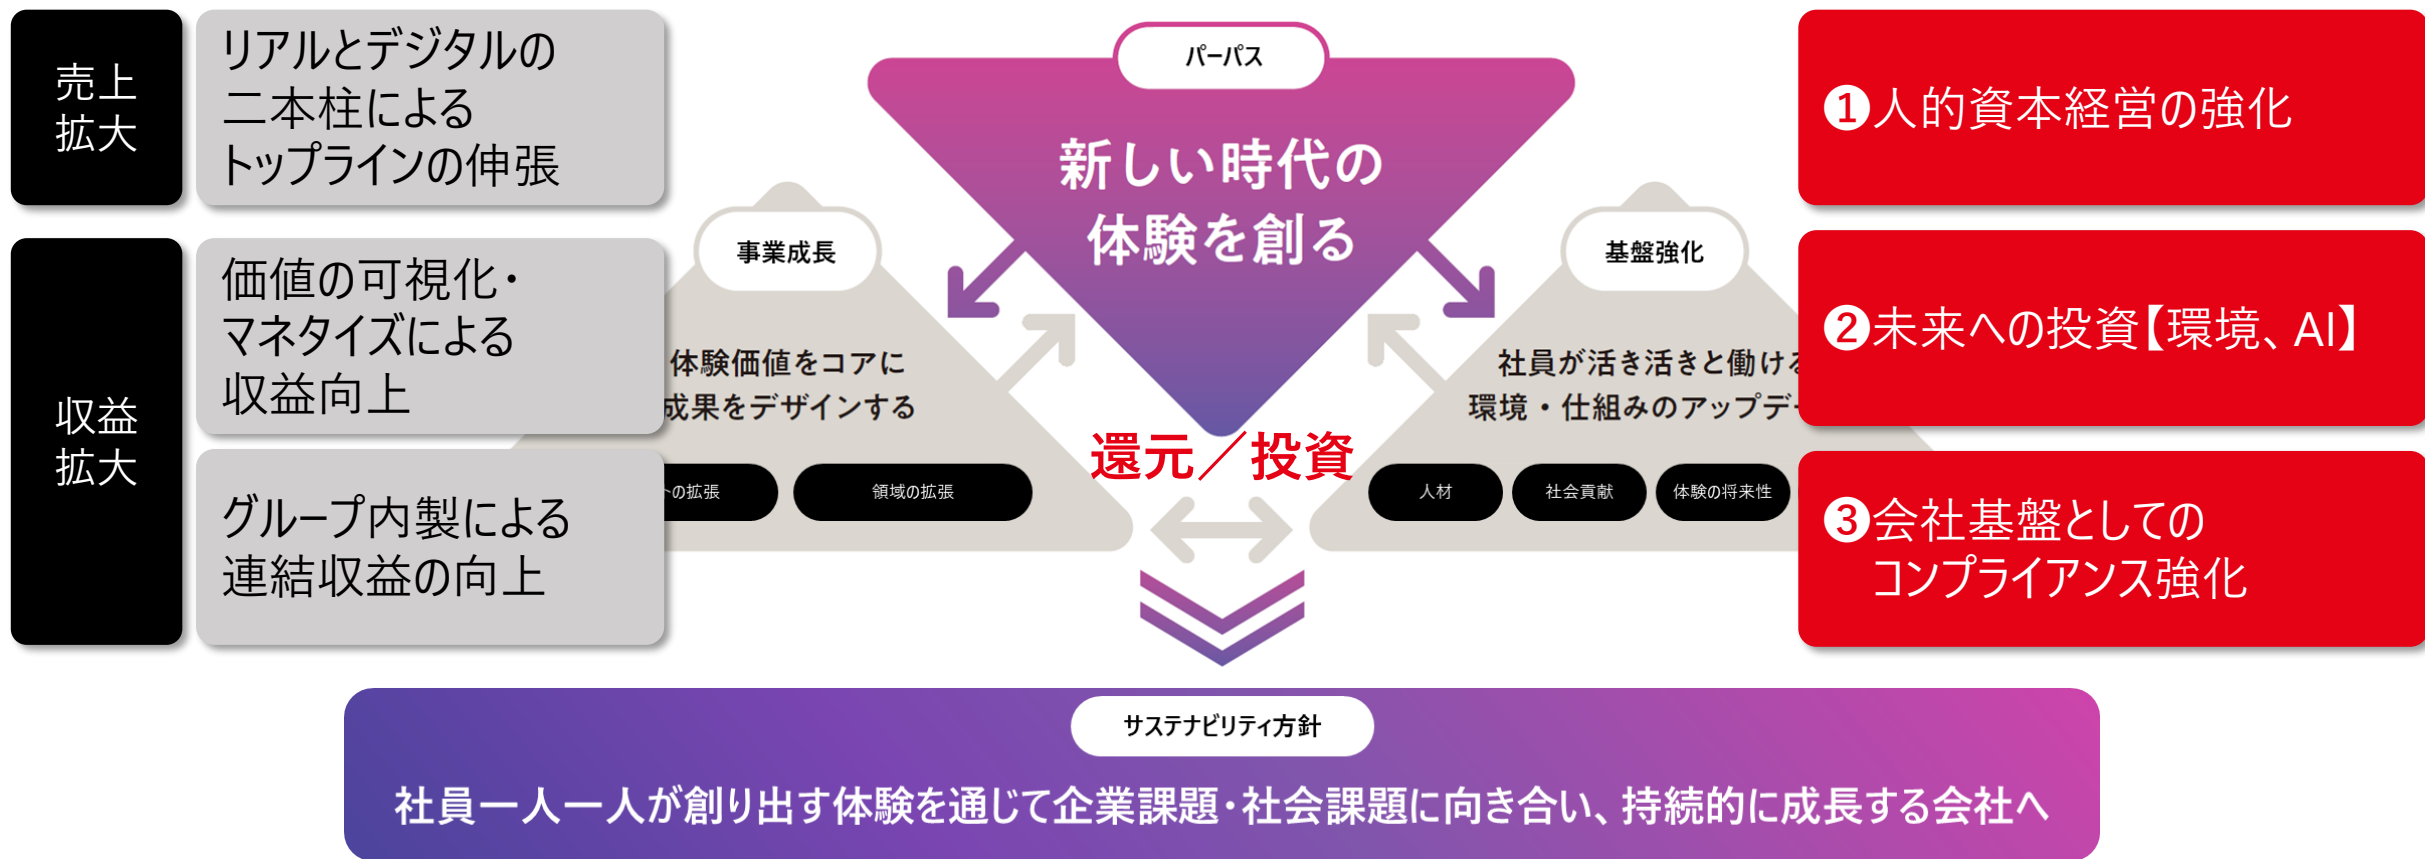 売上
拡大
リアルとデジタルの
二本柱による
トップラインの伸張
収益
拡大
価値の可視化・
マネタイズによる
収益向上
グループ内製による
連結収益の向上
パーパス
新しい時代の
体験を創る
事業成長
体験価値をコアに
成果をデザインする
の拡張
領域の拡張
還元／投資
基盤強化
社員が活き活きと働ける
環境・仕組みのアップデー
人材
社会貢献
体験の将来性
❶人的資本経営の強化
❷未来への投資【環境、AI】
❸会社基盤としての
コンプライアンス強化
サステナビリティ方針
社員一人一人が創り出す体験を通じて企業課題・社会課題に向き合い、持続的に成長する会社へ